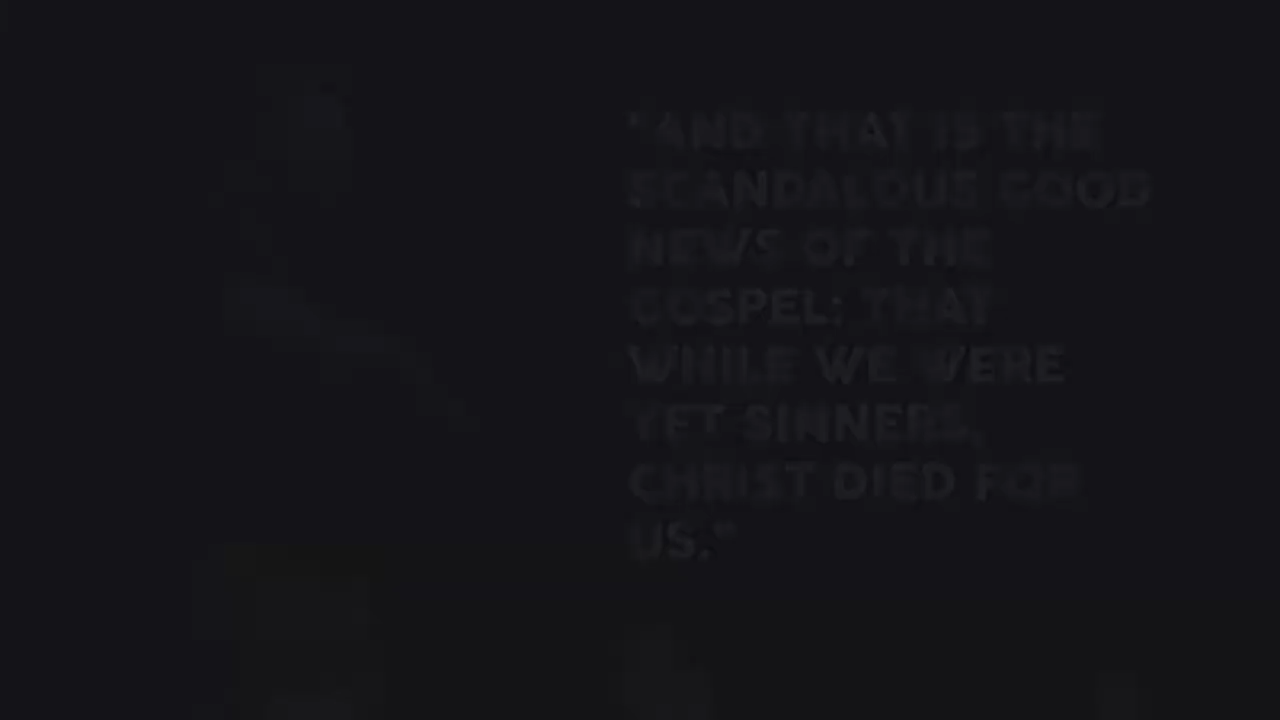 "AND THAT IS THE
SCANDALOUS GOOD
NEWS OF THE
GOSPEL: THAT
WHILE WE WERE
YET SINNERS,
CHRIST DIED FOR
US."